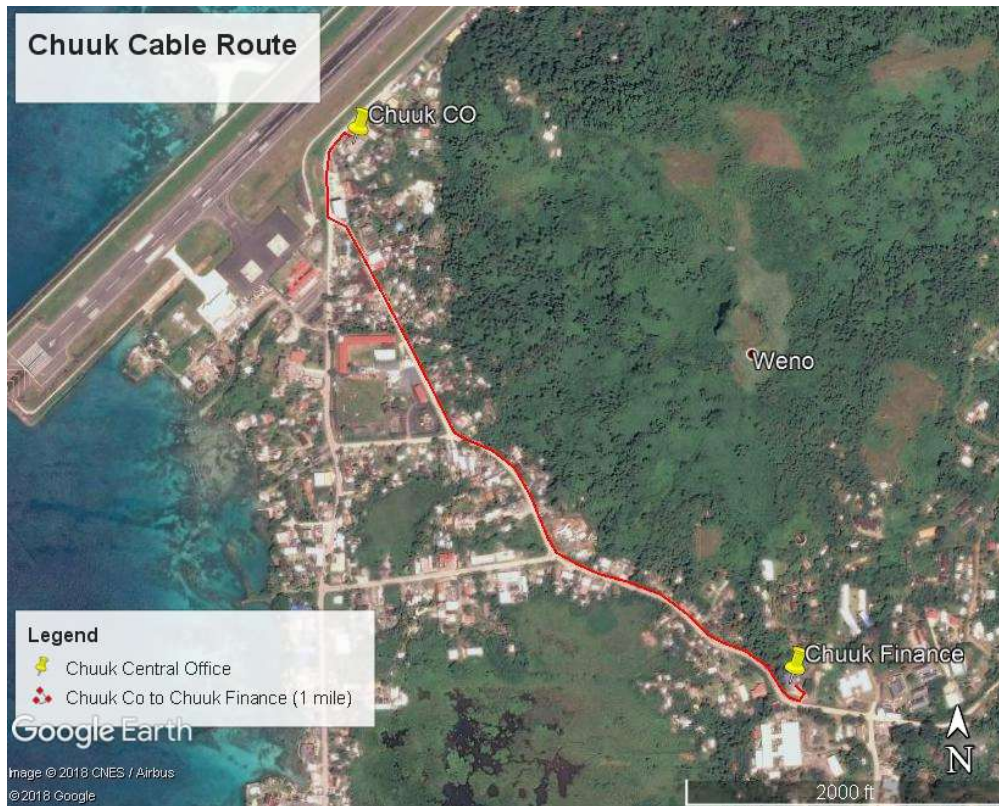 Chuuk Cable Route
Chuuk CO
Weno
Chuuk Finance
Legend
Chuuk Central Office
Chuuk Co to Chuuk Finance (1 mile)
Google Earth
Image © 2018 CNES / Airbus
© 2018 Google
N
2000 ft